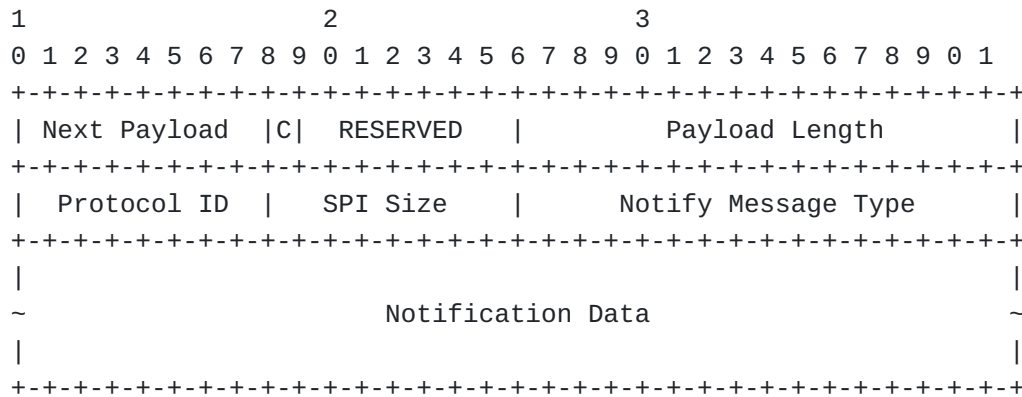 1                   2                   3
0 1 2 3 4 5 6 7 8 9 0 1 2 3 4 5 6 7 8 9 0 1 2 3 4 5 6 7 8 9 0 1
+-+-+-+-+-+-+-+-+-+-+-+-+-+-+-+-+-+-+-+-+-+-+-+-+-+-+-+-+-+-+-+-+
| Next Payload  |C|  RESERVED   |         Payload Length        |
+-+-+-+-+-+-+-+-+-+-+-+-+-+-+-+-+-+-+-+-+-+-+-+-+-+-+-+-+-+-+-+-+
|  Protocol ID  |   SPI Size    |      Notify Message Type      |
+-+-+-+-+-+-+-+-+-+-+-+-+-+-+-+-+-+-+-+-+-+-+-+-+-+-+-+-+-+-+-+-+
|                                                               |
~                       Notification Data                       ~
|                                                               |
+-+-+-+-+-+-+-+-+-+-+-+-+-+-+-+-+-+-+-+-+-+-+-+-+-+-+-+-+-+-+-+-+